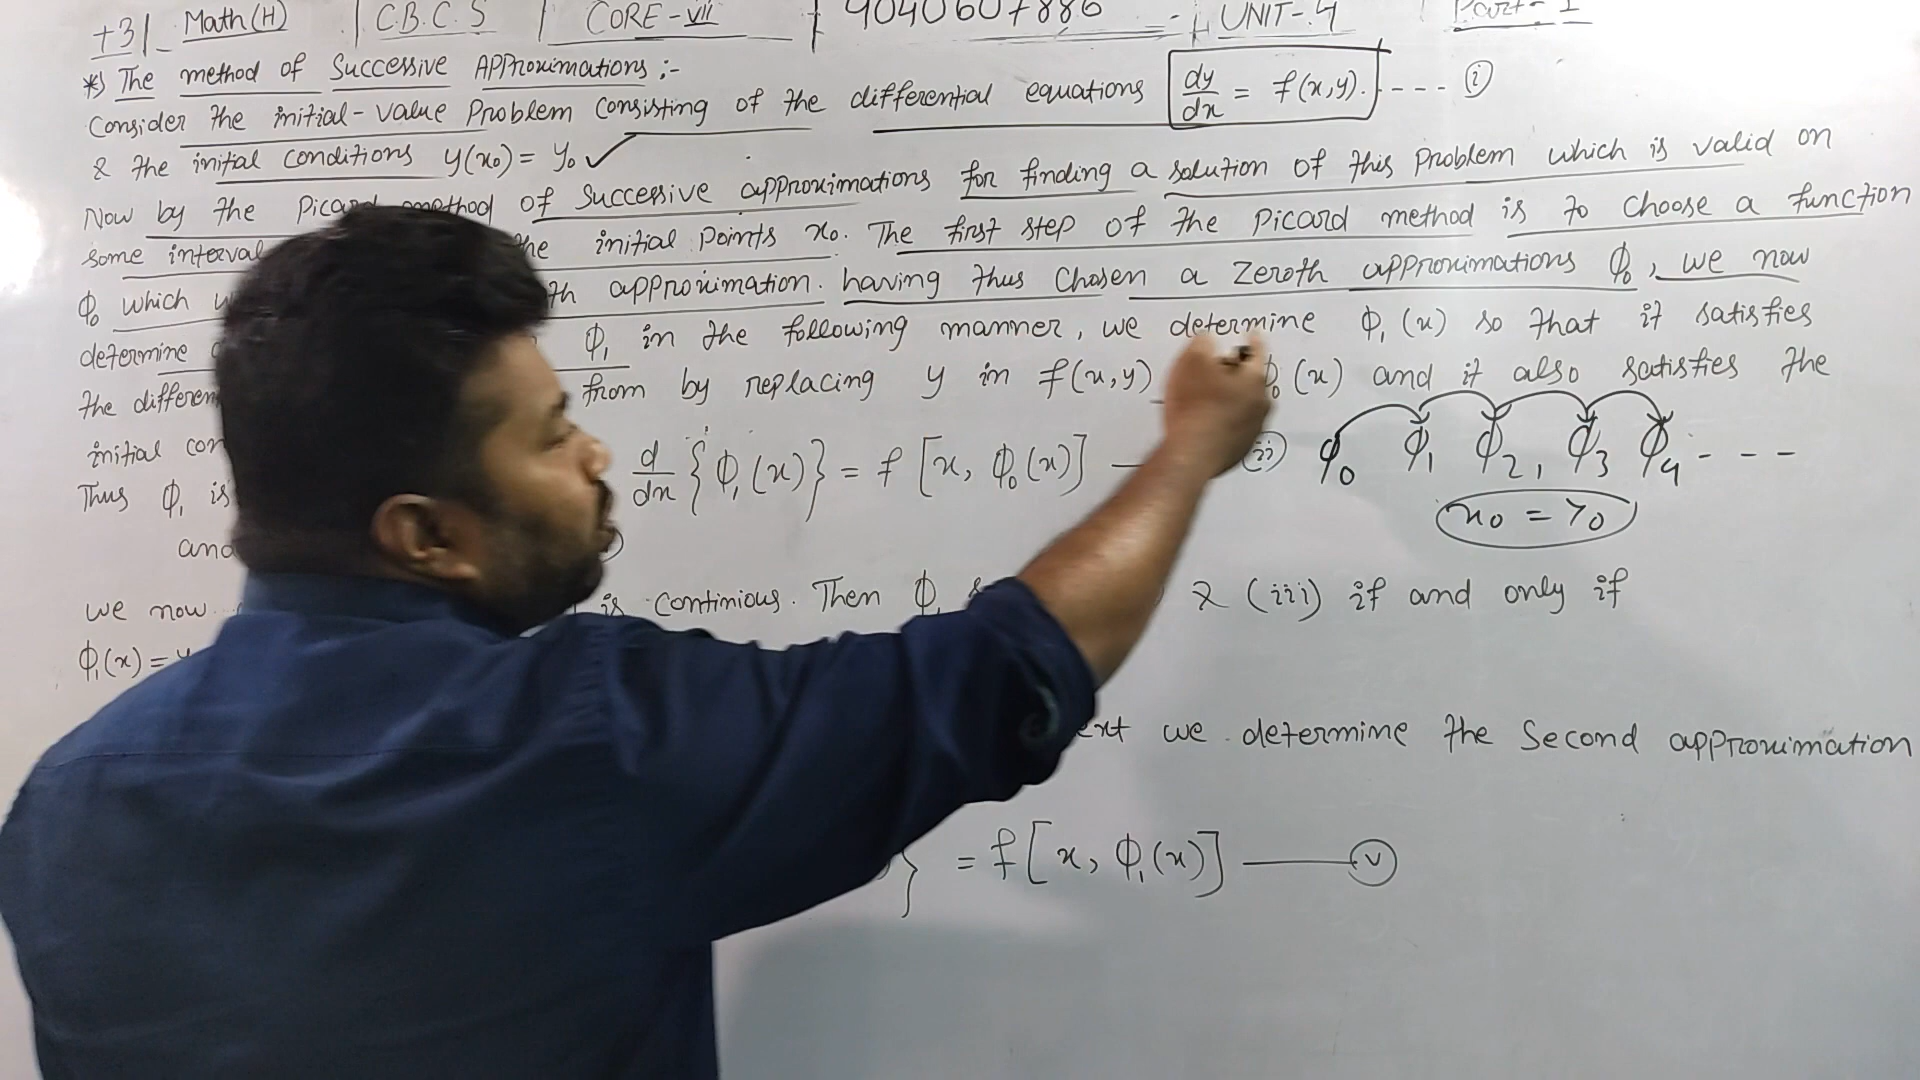 +3 | Math(H) | C.B.C.S | CORE-VII | 9040607886 | UNIT-4 Part-I
*) The method of Successive Approximations :-
Consider the initial-value Problem Consisting of the differential equations dy/dx = f(x,y). ---- (i)
& the initial conditions y(x₀) = y₀ ✓
Now by the Picard method of Successive approximations for finding a solution of this Problem which is valid on
some interval the initial Points x₀. The first step of the Picard method is to choose a function
ϕ₀ which approximation. having thus Chosen a Zeroth approximations ϕ₀, we now
determine ϕ₁ in the following manner, we determine ϕ₁(x) so that it satisfies
the from by replacing y in f(x,y) ϕ₀(x) and it also satisfies the
initial
Thus ϕ₁ is d/dx {ϕ₁(x)} = f[x, ϕ₀(x)] — (ii) ϕ₀ ϕ₁ ϕ₂, ϕ₃ ϕ₄ - - -
x₀ = y₀
and
we now is continious. Then ϕ₁ & (iii) if and only if
ϕ₁(x) =
we determine the Second approximation
} = f[x, ϕ₁(x)] — (v)